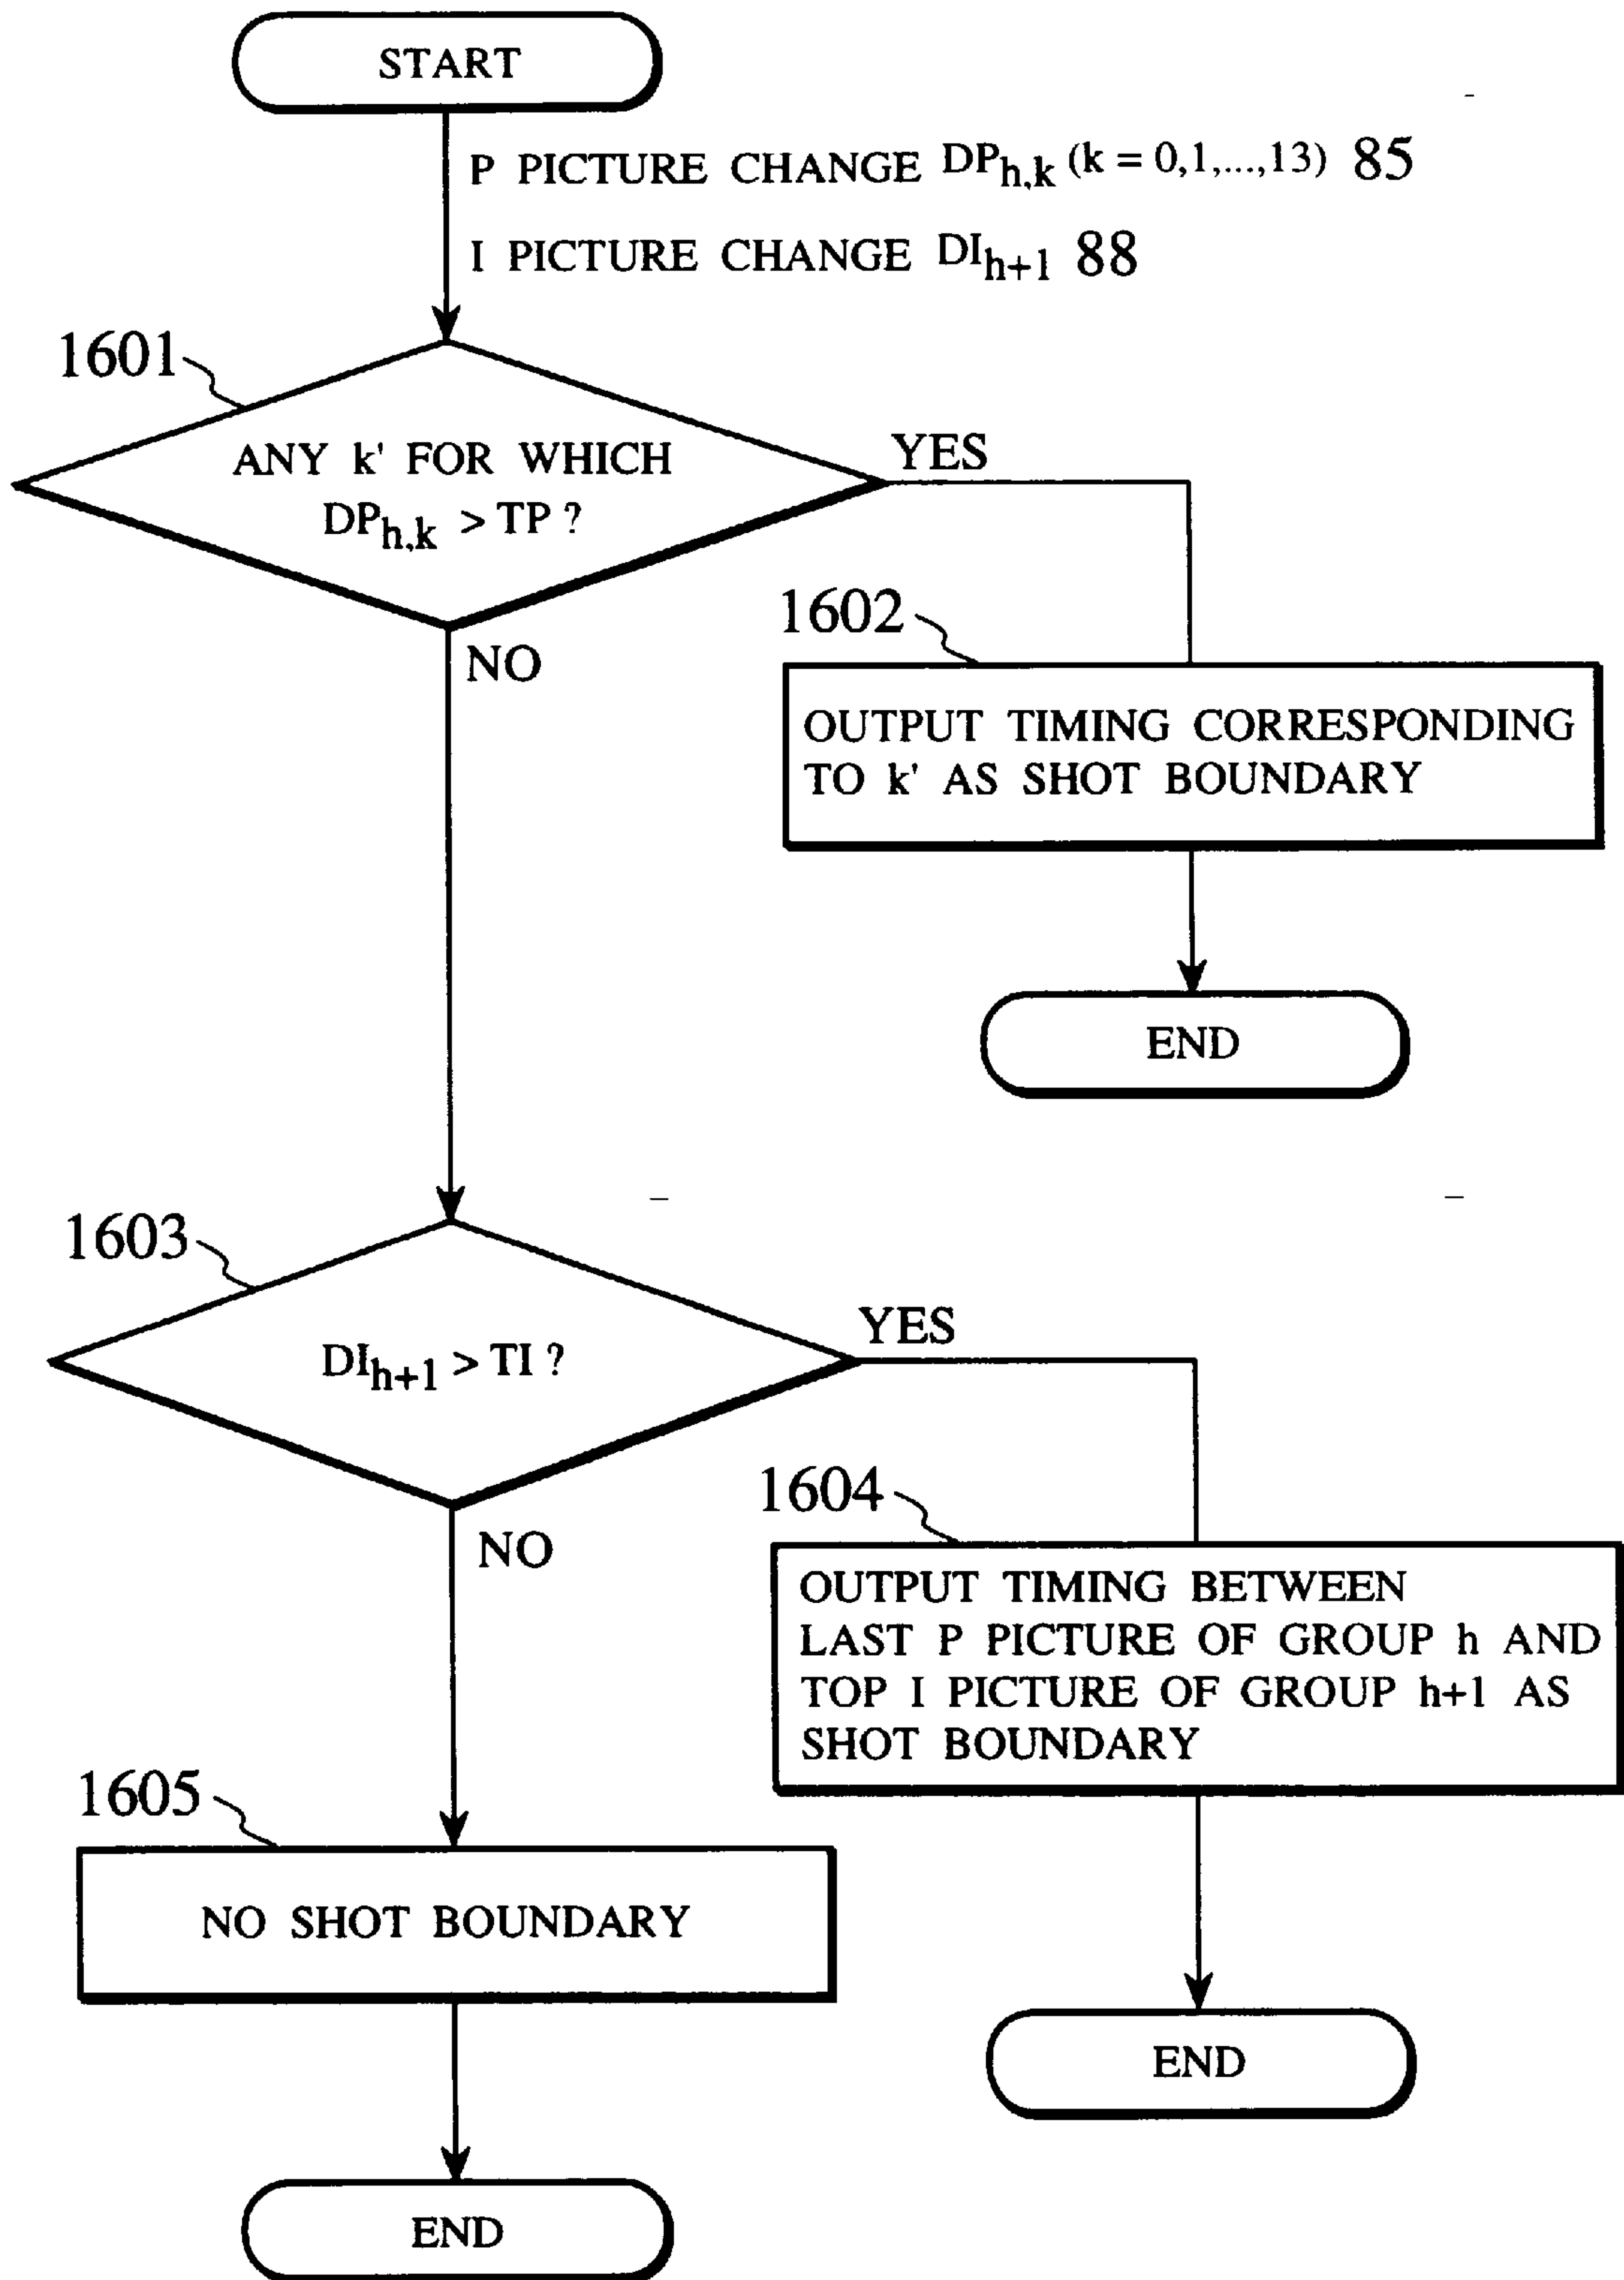 START
P PICTURE CHANGE DPh,k (k = 0,1,...,13) 85
I PICTURE CHANGE DIh+1 88
1601
ANY k' FOR WHICH
DPh,k > TP ?
YES
NO
1602
OUTPUT TIMING CORRESPONDING
TO k' AS SHOT BOUNDARY
END
1603
DIh+1 > TI ?
YES
NO
1604
OUTPUT TIMING BETWEEN
LAST P PICTURE OF GROUP h AND
TOP I PICTURE OF GROUP h+1 AS
SHOT BOUNDARY
1605
NO SHOT BOUNDARY
END
END